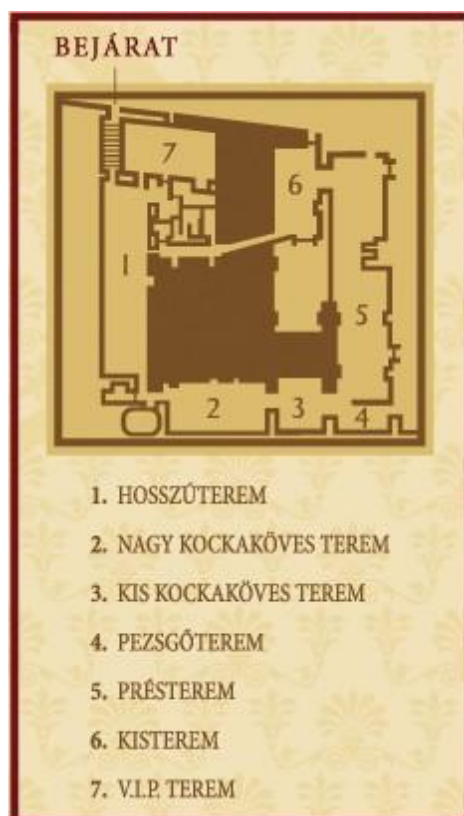 BEJÁRAT
7
6
1
5
2
3
4
1. HOSSZÚTEREM
2. NAGY KOCKAKÖVES TEREM
3. KIS KOCKAKÖVES TEREM
4. PEZSGŐTEREM
5. PRÉSTEREM
6. KISTEREM
7. V.I.P. TEREM